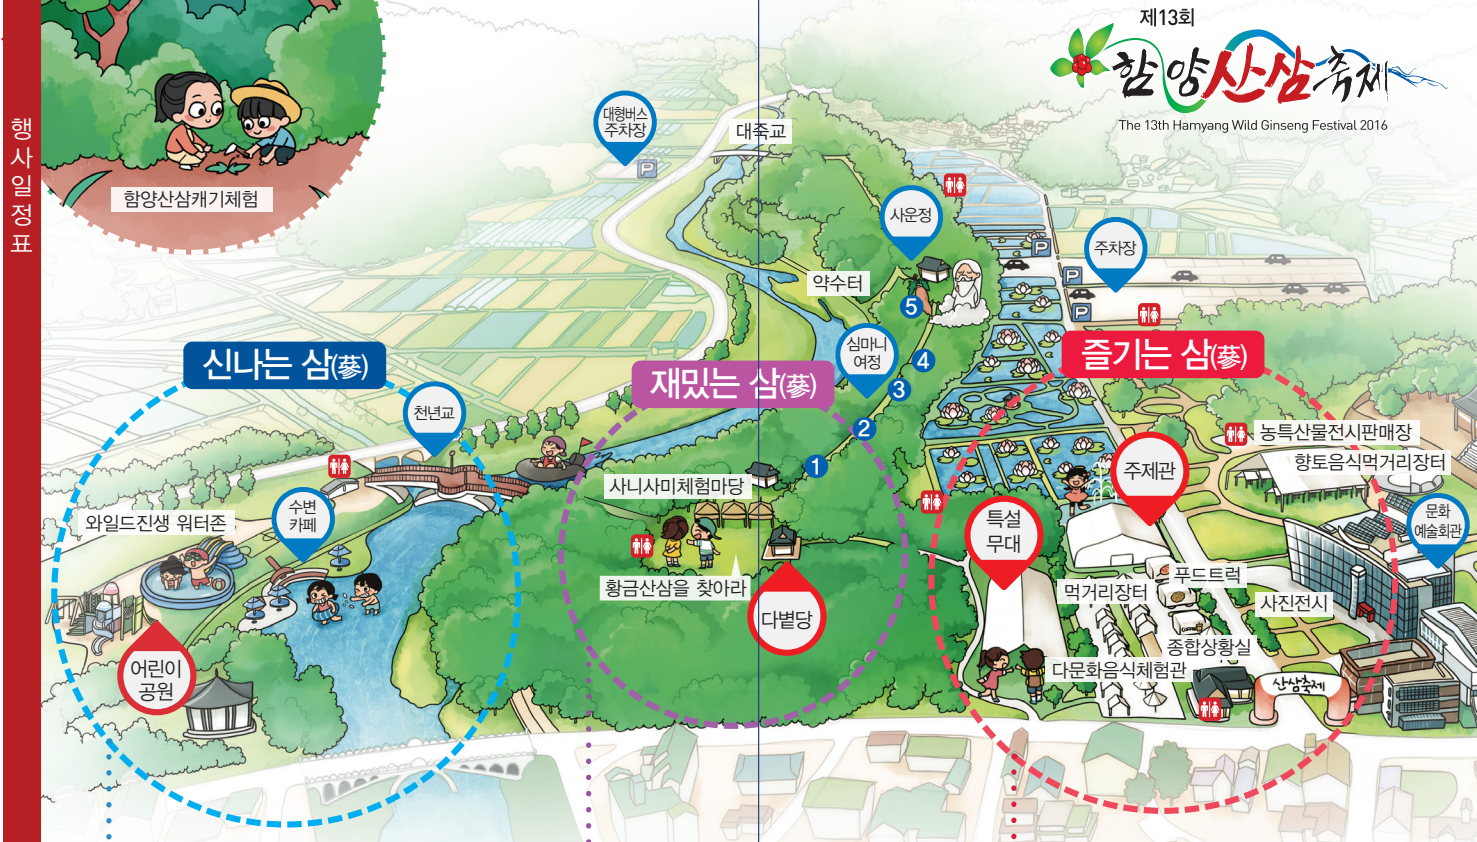 행사일정표
제13회
함양산삼축제
The 13th Hamyang Wild Ginseng Festival 2016
함양산삼캐기체험
대형버스
주차장
P
대죽교
사운정
P
주차장
P
P
약수터
5
심마니
여정
4
3
2
1
신나는 삼(蔘)
재밌는 삼(蔘)
즐기는 삼(蔘)
천년교
농특산물전시판매장
향토음식먹거리장터
주제관
사니사미체험마당
수변
카페
와일드진생 워터존
특설
무대
문화
예술회관
황금산삼을 찾아라
다볕당
푸드트럭
먹거리장터
사진전시
종합상황실
다문화음식체험관
어린이
공원
산삼축제